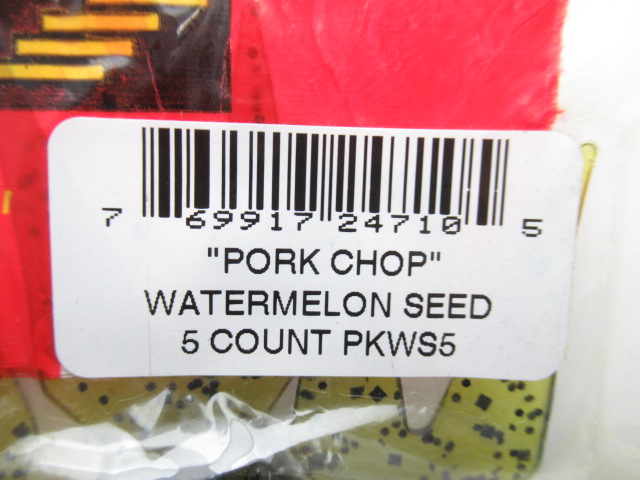 7 69917 24710 5
"PORK CHOP"
WATERMELON SEED
5 COUNT PKWS5